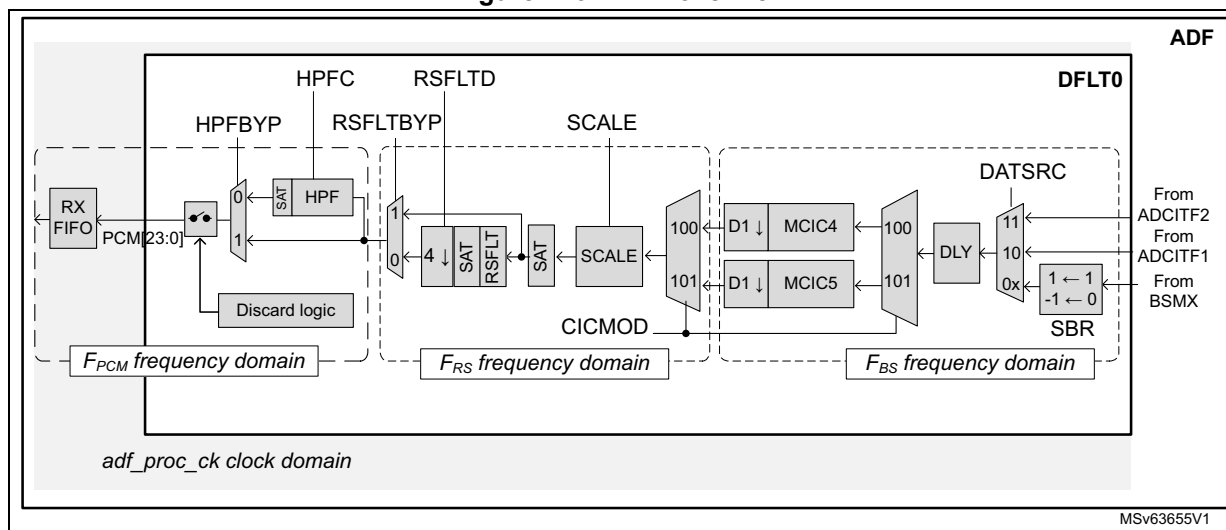 ADF
DFLT0
HPFC
RSFLTD
HPFBYP
RSFLTBYP
SCALE
DATSRC
RX
FIFO
PCM[23:0]
0
1
SAT
HPF
Discard logic
1
0
4 ↓
SAT
RSFLT
SAT
SCALE
100
101
D1 ↓
MCIC4
D1 ↓
MCIC5
CICMOD
100
101
DLY
11
10
0x
1 ← 1
-1 ← 0
SBR
From
ADCITF2
From
ADCITF1
From
BSMX
FPCM frequency domain
FRS frequency domain
FBS frequency domain
adf_proc_ck clock domain
MSv63655V1